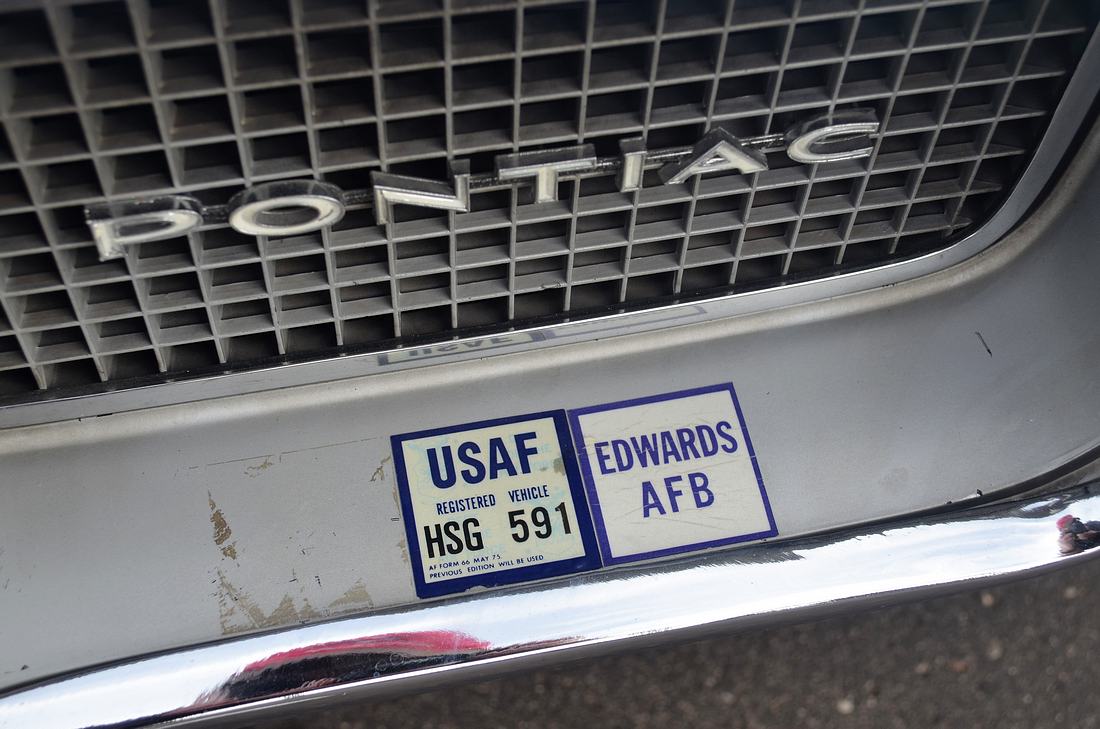 PONTIAC
USAF
REGISTERED VEHICLE
HSG 591
AF FORM 66 MAY 75.
PREVIOUS EDITION WILL BE USED
EDWARDS
AFB